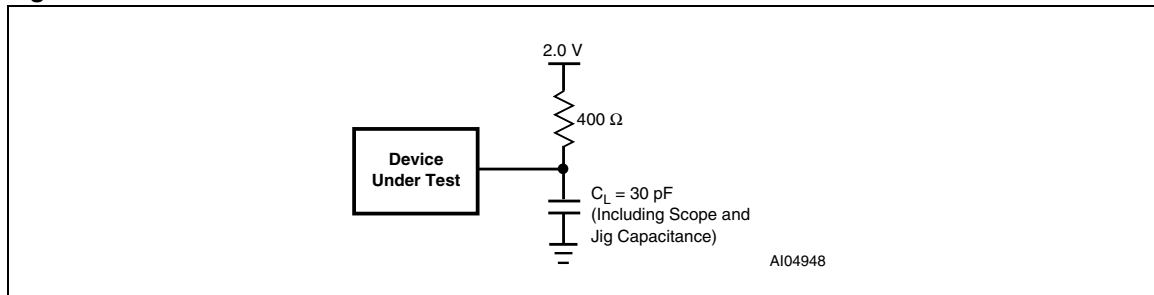 2.0 V
400 Ω
Device
Under Test
C_L = 30 pF
(Including Scope and
Jig Capacitance)
AI04948